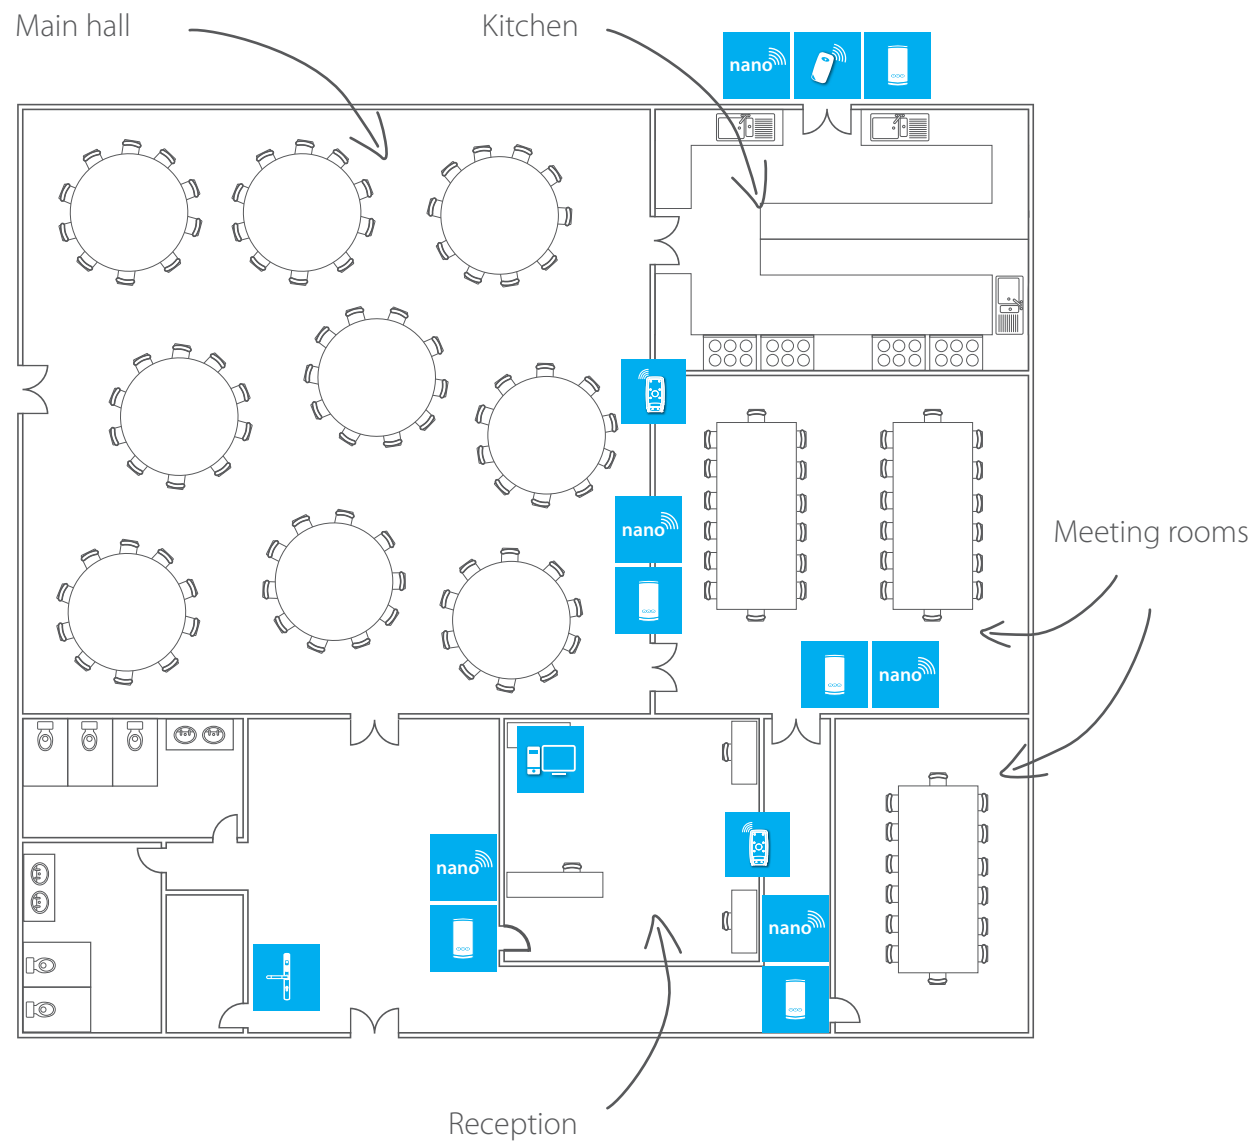 Main hall
Kitchen
nano
nano
Meeting rooms
nano
nano
nano
Reception